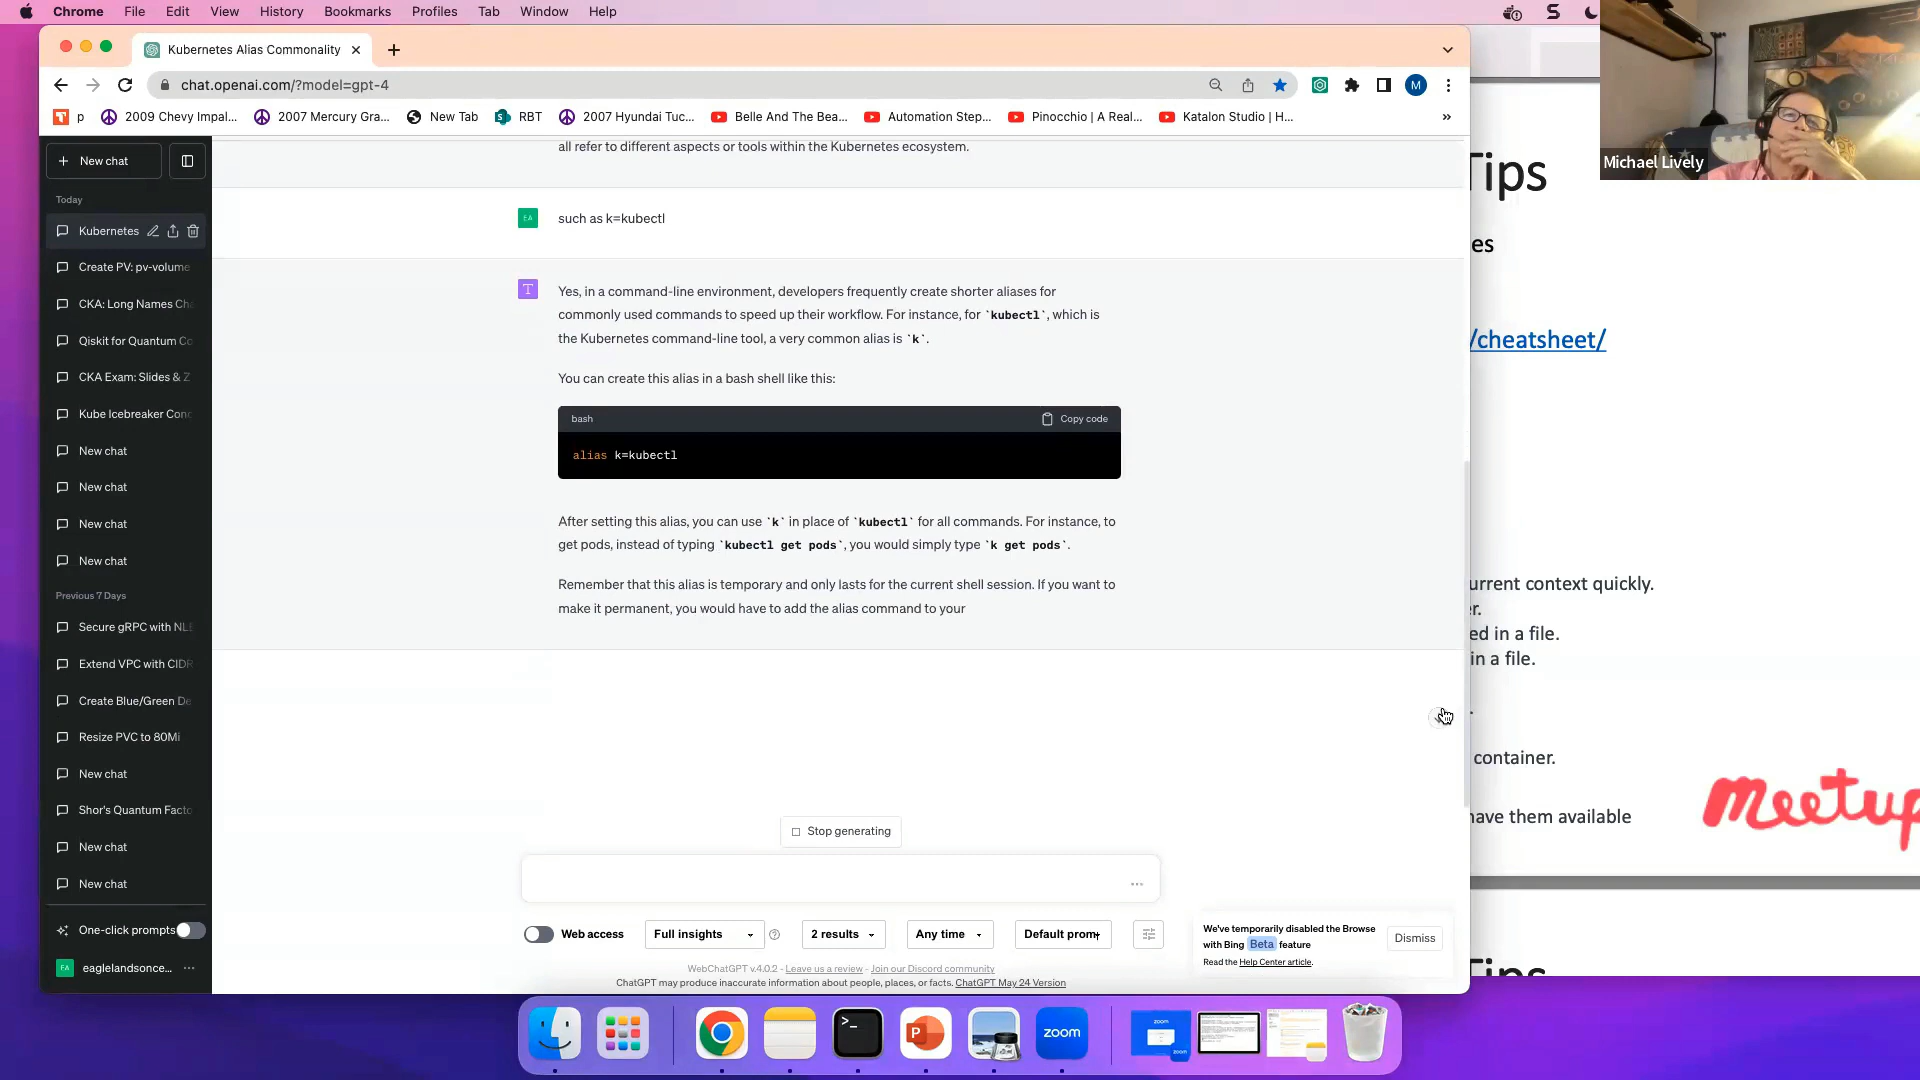 Chrome File Edit View History Bookmarks Profiles Tab Window Help
Kubernetes Alias Commonality
chat.openai.com/?model=gpt-4
M
p 2009 Chevy Impal... 2007 Mercury Gra... New Tab RBT 2007 Hyundai Tuc... Belle And The Bea... Automation Step... Pinocchio | A Real... Katalon Studio | H... »
New chat
Today
Kubernetes
Create PV: pv-volume
CKA: Long Names Ch
Qiskit for Quantum Co
CKA Exam: Slides & Z
Kube Icebreaker Con
New chat
New chat
New chat
New chat
Previous 7 Days
Secure gRPC with NL
Extend VPC with CIDR
Create Blue/Green De
Resize PVC to 80Mi
New chat
Shor's Quantum Facto
New chat
New chat
One-click prompts
EA eaglelandsonce...
all refer to different aspects or tools within the Kubernetes ecosystem.
EA such as k=kubectl
T
Yes, in a command-line environment, developers frequently create shorter aliases for
commonly used commands to speed up their workflow. For instance, for `kubectl`, which is
the Kubernetes command-line tool, a very common alias is `k`.
You can create this alias in a bash shell like this:
bash Copy code
alias k=kubectl
After setting this alias, you can use `k` in place of `kubectl` for all commands. For instance, to
get pods, instead of typing `kubectl get pods`, you would simply type `k get pods`.
Remember that this alias is temporary and only lasts for the current shell session. If you want to
make it permanent, you would have to add the alias command to your
Stop generating
Web access Full insights 2 results Any time Default prom
WebChatGPT v.4.0.2 - Leave us a review - Join our Discord community
ChatGPT may produce inaccurate information about people, places, or facts. ChatGPT May 24 Version
We've temporarily disabled the Browse
with Bing Beta feature
Read the Help Center article.
Dismiss
Michael Lively
Tips
es
/cheatsheet/
urrent context quickly.
r.
ed in a file.
in a file.
container.
have them available
Meetup
Tips
zoom
zoom
zoom